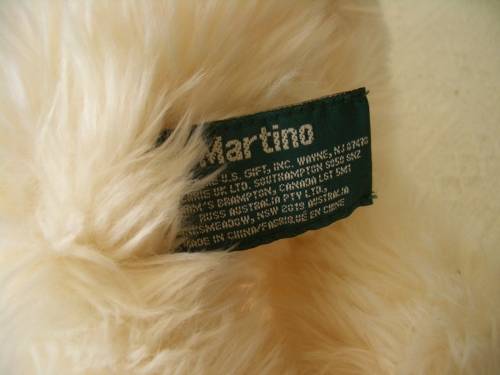 Martino
U.S. GIFT, INC. WAYNE, NJ 07470
UK LTD. SOUTHAMPTON SO50 5NZ
BRAMPTON, CANADA L6T 5M1
RUSS AUSTRALIA PTY LTD.,
NSW 2019 AUSTRALIA
MADE IN CHINA/FABRIQUÉ EN CHINE